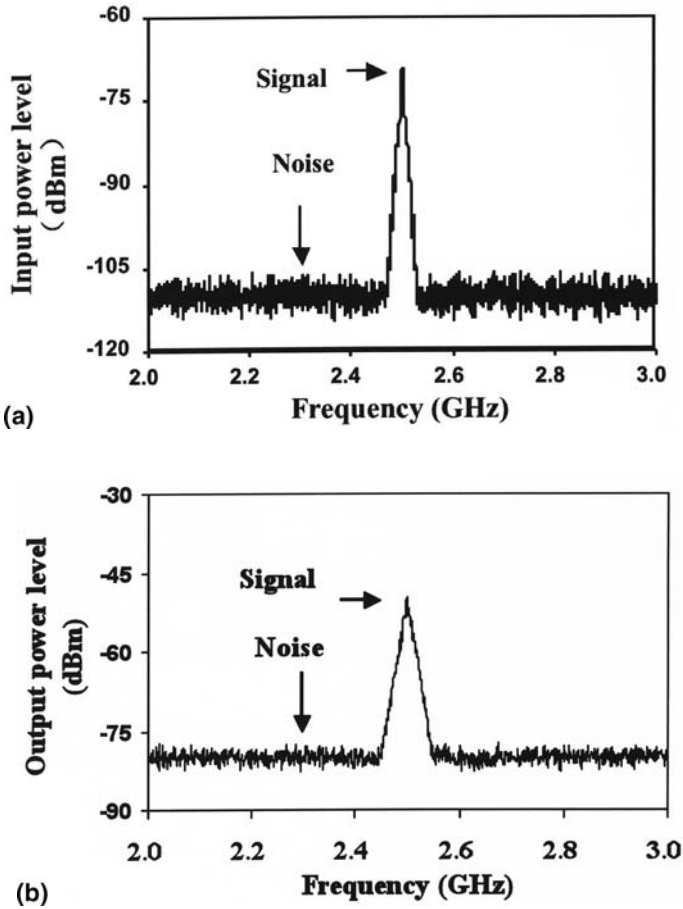 -60
Signal
-75
Noise
-90
-105
-120
Input power level
( dBm )
2.0 2.2 2.4 2.6 2.8 3.0
Frequency (GHz)
(a)
-30
-45
Signal
Noise
-60
-75
-90
Output power level
(dBm)
2.0 2.2 2.4 2.6 2.8 3.0
Frequency (GHz)
(b)